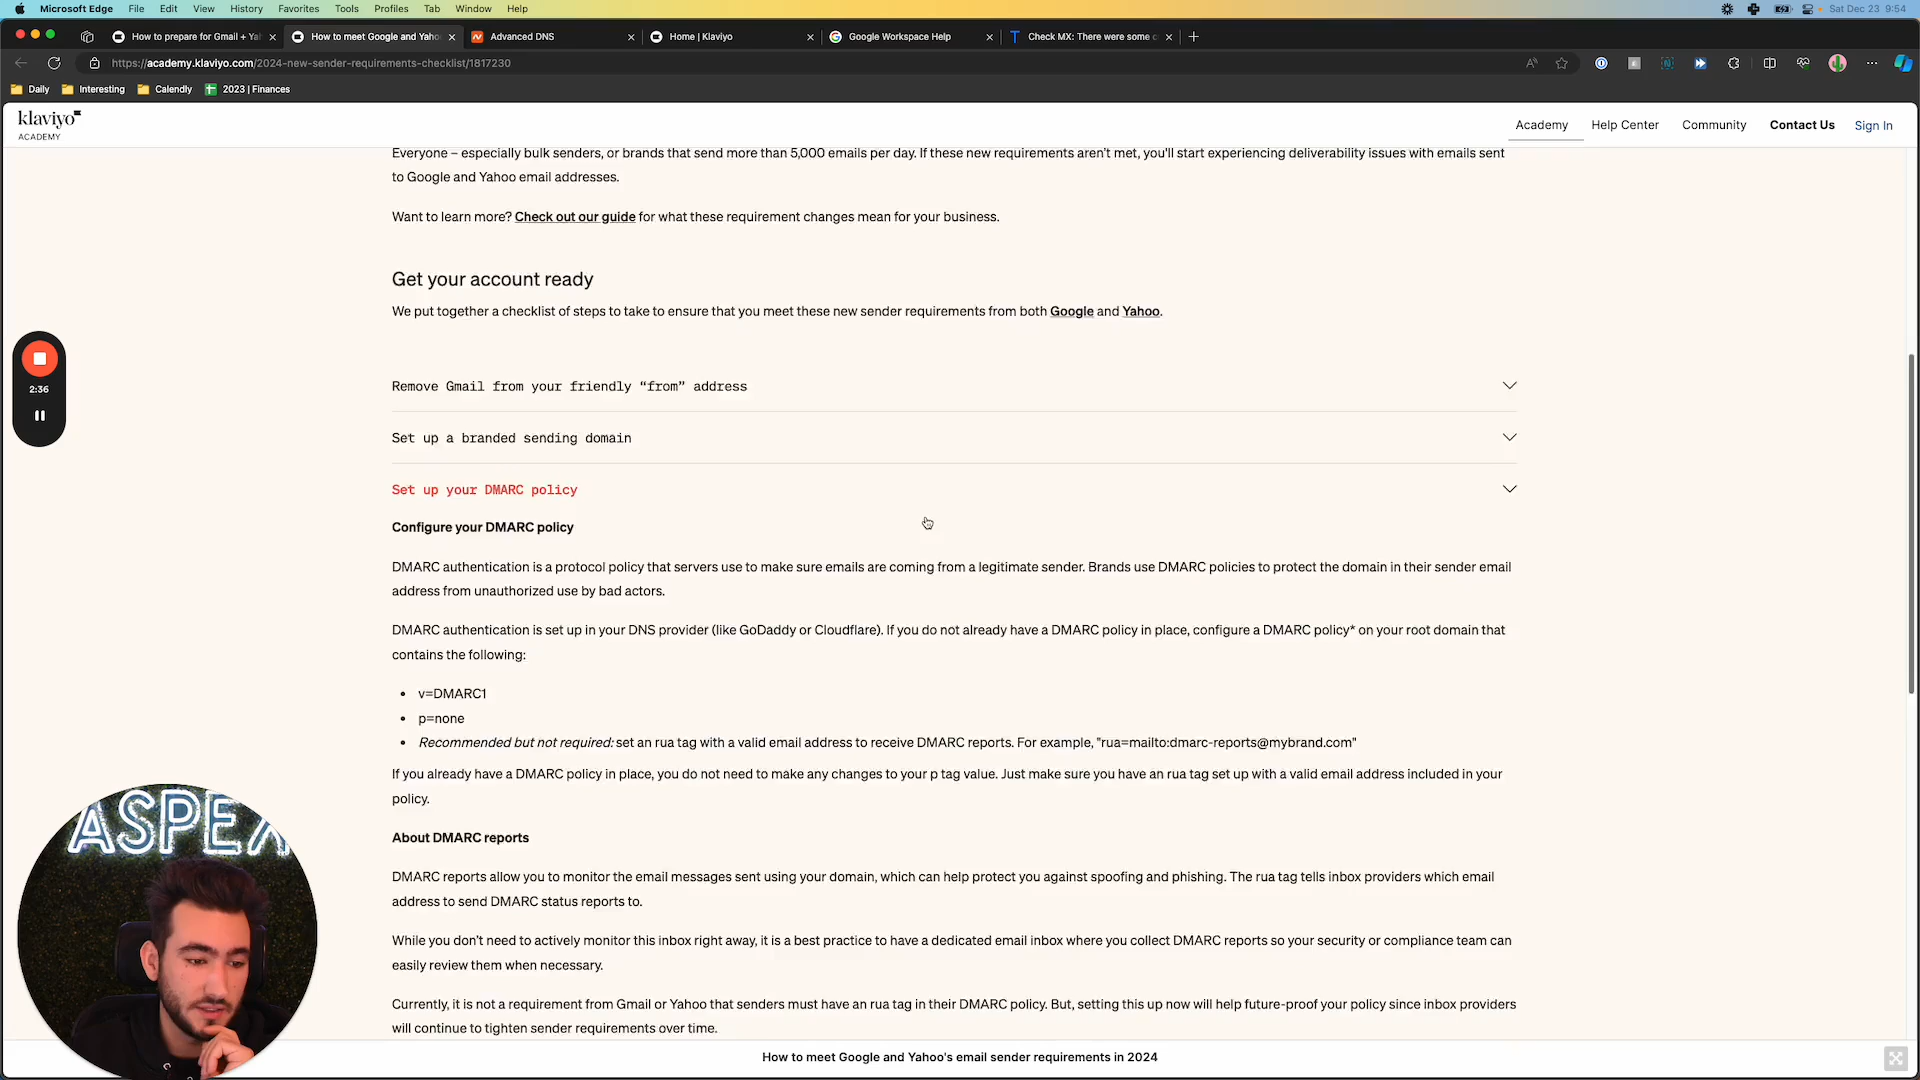 Microsoft Edge File Edit View History Favorites Tools Profiles Tab Window Help Sat Dec 23 9:54
How to prepare for Gmail + Ya How to meet Google and Yaho Advanced DNS Home | Klaviyo Google Workspace Help Check MX: There were some
https://academy.klaviyo.com/2024-new-sender-requirements-checklist/1817230
Daily Interesting Calendly 2023 | Finances
klaviyo
ACADEMY
Academy Help Center Community Contact Us Sign In
Everyone – especially bulk senders, or brands that send more than 5,000 emails per day. If these new requirements aren't met, you'll start experiencing deliverability issues with emails sent
to Google and Yahoo email addresses.
Want to learn more? Check out our guide for what these requirement changes mean for your business.
Get your account ready
We put together a checklist of steps to take to ensure that you meet these new sender requirements from both Google and Yahoo.
Remove Gmail from your friendly “from” address
2:36
Set up a branded sending domain
Set up your DMARC policy
Configure your DMARC policy
DMARC authentication is a protocol policy that servers use to make sure emails are coming from a legitimate sender. Brands use DMARC policies to protect the domain in their sender email
address from unauthorized use by bad actors.
DMARC authentication is set up in your DNS provider (like GoDaddy or Cloudflare). If you do not already have a DMARC policy in place, configure a DMARC policy* on your root domain that
contains the following:
• v=DMARC1
• p=none
• Recommended but not required: set an rua tag with a valid email address to receive DMARC reports. For example, "rua=mailto:dmarc-reports@mybrand.com"
If you already have a DMARC policy in place, you do not need to make any changes to your p tag value. Just make sure you have an rua tag set up with a valid email address included in your
policy.
ASPEK
About DMARC reports
DMARC reports allow you to monitor the email messages sent using your domain, which can help protect you against spoofing and phishing. The rua tag tells inbox providers which email
address to send DMARC status reports to.
While you don't need to actively monitor this inbox right away, it is a best practice to have a dedicated email inbox where you collect DMARC reports so your security or compliance team can
easily review them when necessary.
Currently, it is not a requirement from Gmail or Yahoo that senders must have an rua tag in their DMARC policy. But, setting this up now will help future-proof your policy since inbox providers
will continue to tighten sender requirements over time.
How to meet Google and Yahoo's email sender requirements in 2024